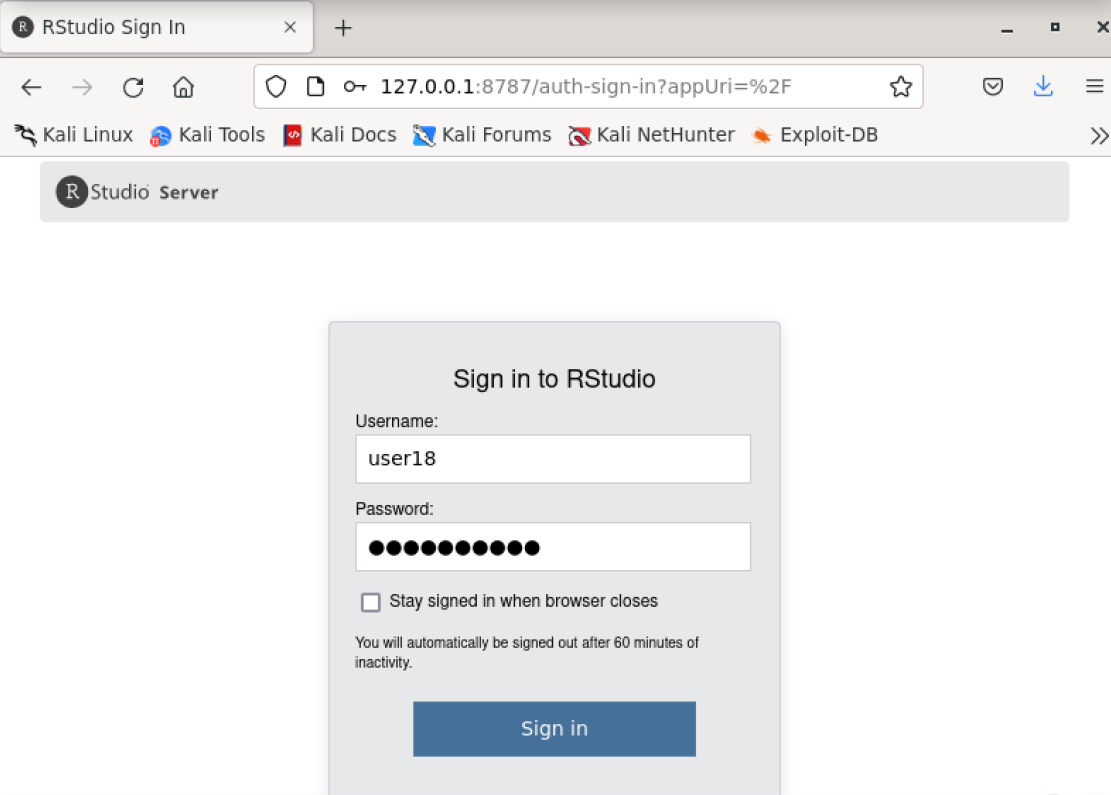 RStudio Sign In
127.0.0.1:8787/auth-sign-in?appUri=%2F
Kali Linux Kali Tools Kali Docs Kali Forums Kali NetHunter Exploit-DB
R Studio Server
Sign in to RStudio
Username:
user18
Password:
●●●●●●●●●●
Stay signed in when browser closes
You will automatically be signed out after 60 minutes of
inactivity.
Sign in